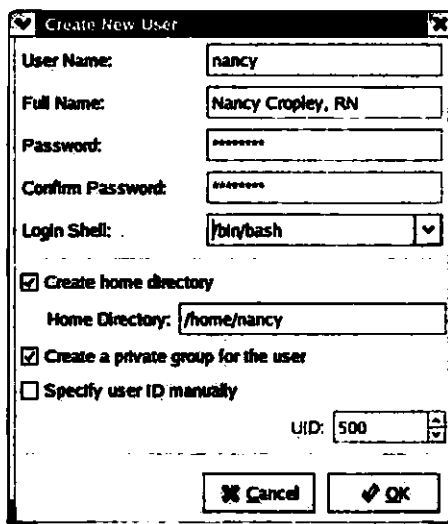 Create New User
User Name: nancy
Full Name: Nancy Cropley, RN
Password: ********
Confirm Password: ********
Login Shell: /bin/bash
Create home directory
Home Directory: /home/nancy
Create a private group for the user
Specify user ID manually
UID: 500
Cancel OK